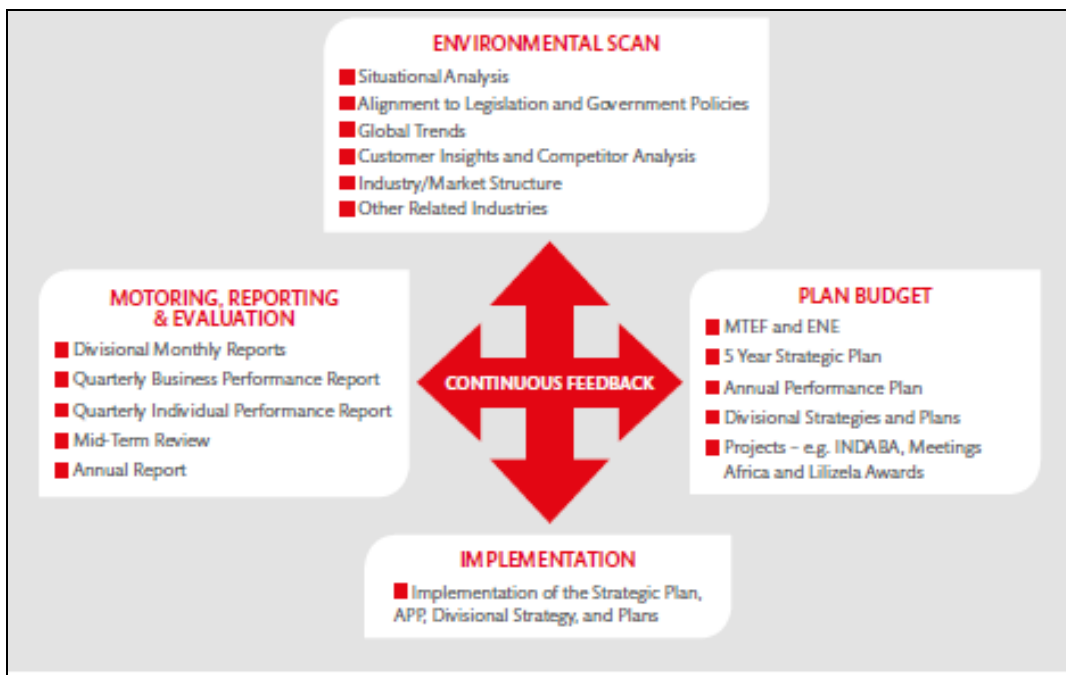 ENVIRONMENTAL SCAN
Situational Analysis
Alignment to Legislation and Government Policies
Global Trends
Customer Insights and Competitor Analysis
Industry/Market Structure
Other Related Industries
MOTORING, REPORTING
& EVALUATION
Divisional Monthly Reports
Quarterly Business Performance Report
Quarterly Individual Performance Report
Mid-Term Review
Annual Report
CONTINUOUS FEEDBACK
PLAN BUDGET
MTEF and ENE
5 Year Strategic Plan
Annual Performance Plan
Divisional Strategies and Plans
Projects – e.g. INDABA, Meetings
Africa and Lilizela Awards
IMPLEMENTATION
Implementation of the Strategic Plan,
APP, Divisional Strategy, and Plans